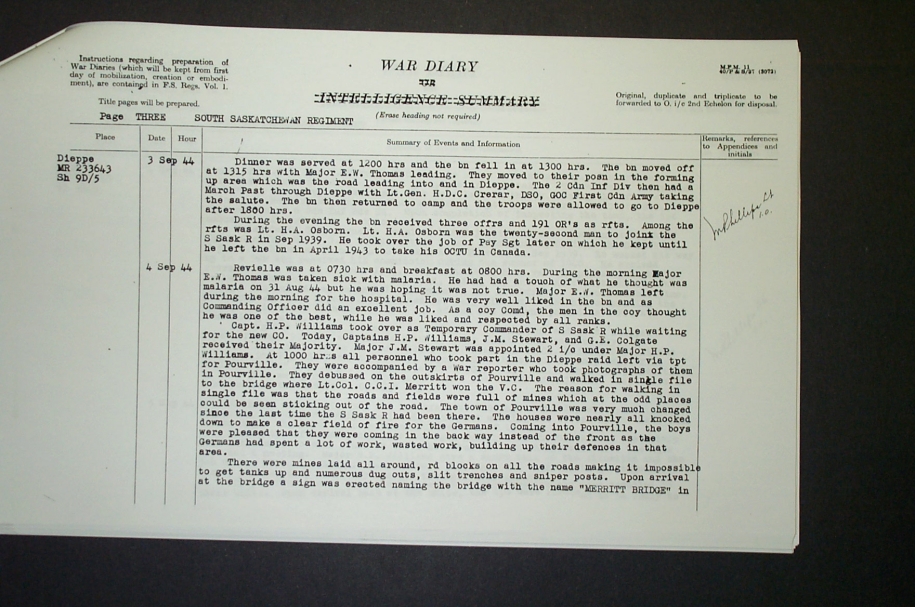 Instructions regarding preparation of
War Diaries (which will be kept from first
day of mobilization, creation or embodi-
ment), are contained in F.S. Regs. Vol. 1.
Title pages will be prepared.
WAR DIARY
OR
INTELLIGENCE SUMMARY
(Erase heading not required)
M.F.M. 11
Original, duplicate and triplicate to be
forwarded to O. i/c 2nd Echelon for disposal.
Page THREE SOUTH SASKATCHEWAN REGIMENT
Place Date Hour Summary of Events and Information Remarks, references
to Appendices and
initials
Dieppe
MR 233643
Sh 9D/5
3 Sep 44
Dinner was served at 1200 hrs and the bn fell in at 1300 hrs. The bn moved off
at 1315 hrs with Major E.W. Thomas leading. They moved to their posn in the forming
up area which was the road leading into and in Dieppe. The 2 Cdn Inf Div then had a
March Past through Dieppe with Lt.Gen. H.D.C. Crerar, DSO, GOC First Cdn Army taking
the salute. The bn then returned to camp and the troops were allowed to go to Dieppe
after 1800 hrs.
During the evening the bn received three offrs and 191 OR's as rfts. Among the
rfts was Lt. H.A. Osborn. Lt. H.A. Osborn was the twenty-second man to joinx the
S Sask R in Sep 1939. He took over the job of Pay Sgt later on which he kept until
he left the bn in April 1943 to take his OCTU in Canada.
4 Sep 44
Revielle was at 0730 hrs and breakfast at 0800 hrs. During the morning Major
E.W. Thomas was taken sick with malaria. He had had a touch of what he thought was
malaria on 31 Aug 44 but he was hoping it was not true. Major E.W. Thomas left
during the morning for the hospital. He was very well liked in the bn and as
Commanding Officer did an excellent job. As a coy Comd, the men in the coy thought
he was one of the best, while he was liked and respected by all ranks.
Capt. H.P. Williams took over as Temporary Commander of S Sask R while waiting
for the new CO. Today, Captains H.P. Williams, J.M. Stewart, and G.E. Colgate
received their Majority. Major J.M. Stewart was appointed 2 i/c under Major H.P.
Williams. At 1000 hrs all personnel who took part in the Dieppe raid left via tpt
for Pourville. They were accompanied by a War reporter who took photographs of them
in Pourville. They debussed on the outskirts of Pourville and walked in single file
to the bridge where Lt.Col. C.C.I. Merritt won the V.C. The reason for walking in
single file was that the roads and fields were full of mines which at the odd places
could be seen sticking out of the road. The town of Pourville was very much changed
since the last time the S Sask R had been there. The houses were nearly all knocked
down to make a clear field of fire for the Germans. Coming into Pourville, the boys
were pleased that they were coming in the back way instead of the front as the
Germans had spent a lot of work, wasted work, building up their defences in that
area.
There were mines laid all around, rd blocks on all the roads making it impossible
to get tanks up and numerous dug outs, slit trenches and sniper posts. Upon arrival
at the bridge a sign was erected naming the bridge with the name "MERRITT BRIDGE" in